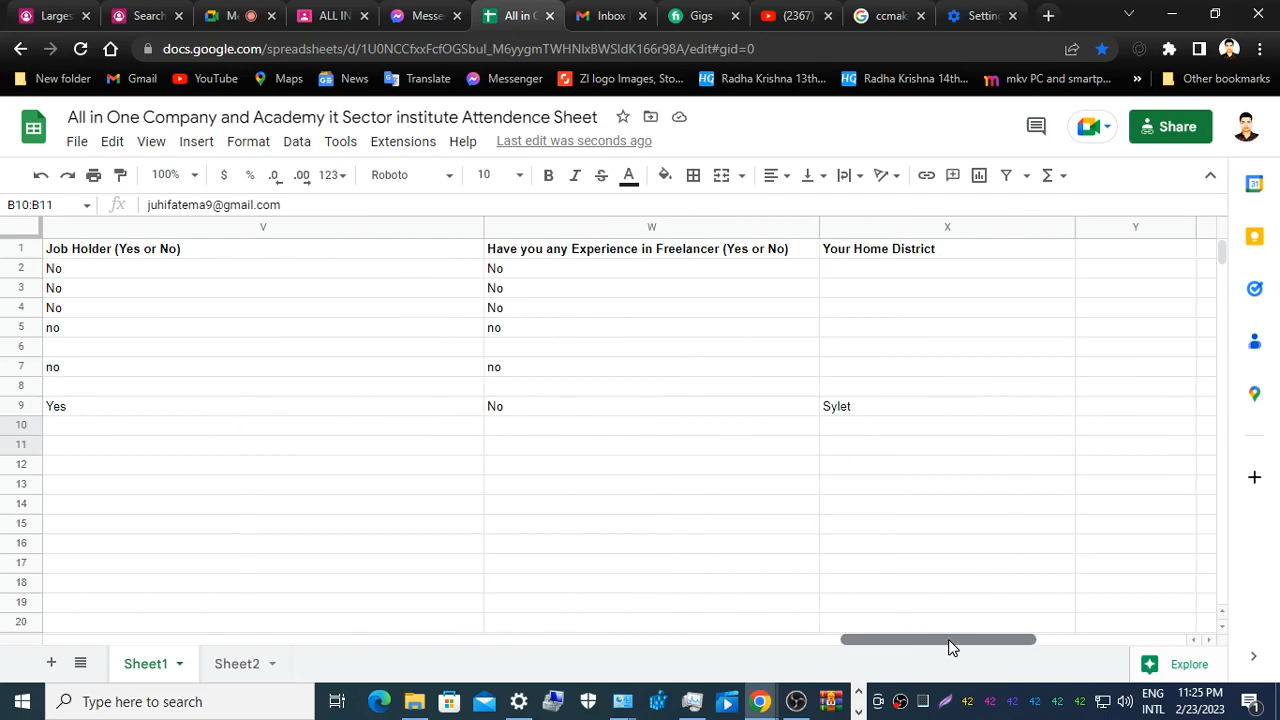 Larges
Search
M
ALL IN
Messe
All in O
Inbox (
Gigs
(2367)
ccmak
Setting
docs.google.com/spreadsheets/d/1U0NCCfxxFcfOGSbul_M6yygmTWHNlxBWSIdK166r98A/edit#gid=0
New folder
Gmail
YouTube
Maps
News
Translate
Messenger
ZI logo Images, Sto...
Radha Krishna 13th...
Radha Krishna 14th...
mkv PC and smartp...
Other bookmarks
All in One Company and Academy it Sector institute Attendence Sheet
Share
File Edit View Insert Format Data Tools Extensions Help Last edit was seconds ago
100% $ % .0 .00 123 Roboto 10 B I S A
B10:B11 fx juhifatema9@gmail.com
V W X Y
1 Job Holder (Yes or No) Have you any Experience in Freelancer (Yes or No) Your Home District
2 No No
3 No No
4 No No
5 no no
6
7 no no
8
9 Yes No Sylet
10
11
12
13
14
15
16
17
18
19
20
Sheet1 Sheet2 Explore
Type here to search
42 42 42 42 42
ENG
INTL
11:25 PM
2/23/2023
1